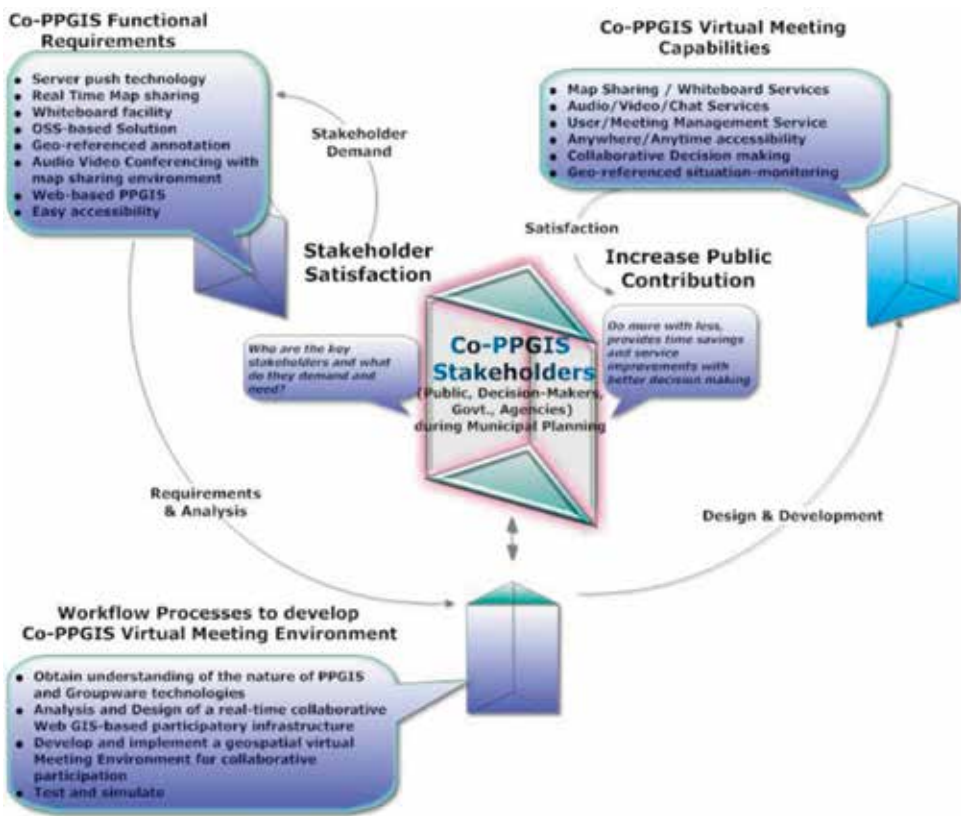 Co-PPGIS Functional
Requirements
• Server push technology
• Real Time Map sharing
• Whiteboard facility
• OSS-based Solution
• Geo-referenced annotation
• Audio Video Conferencing with
map sharing environment
• Web-based PPGIS
• Easy accessibility
Stakeholder
Demand
Stakeholder
Satisfaction
Co-PPGIS Virtual Meeting
Capabilities
• Map Sharing / Whiteboard Services
• Audio/Video/Chat Services
• User/Meeting Management Service
• Anywhere/Anytime accessibility
• Collaborative Decision making
• Geo-referenced situation-monitoring
Satisfaction
Increase Public
Contribution
Who are the key
stakeholders and what
do they demand and
need?
Co-PPGIS
Stakeholders
(Public, Decision-Makers,
Govt., Agencies)
during Municipal Planning
Do more with less,
provides time savings
and service
improvements with
better decision making
Requirements
& Analysis
Design & Development
Workflow Processes to develop
Co-PPGIS Virtual Meeting Environment
• Obtain understanding of the nature of PPGIS
and Groupware technologies
• Analysis and Design of a real-time collaborative
Web GIS-based participatory infrastructure
• Develop and implement a geospatial virtual
Meeting Environment for collaborative
participation
• Test and simulate